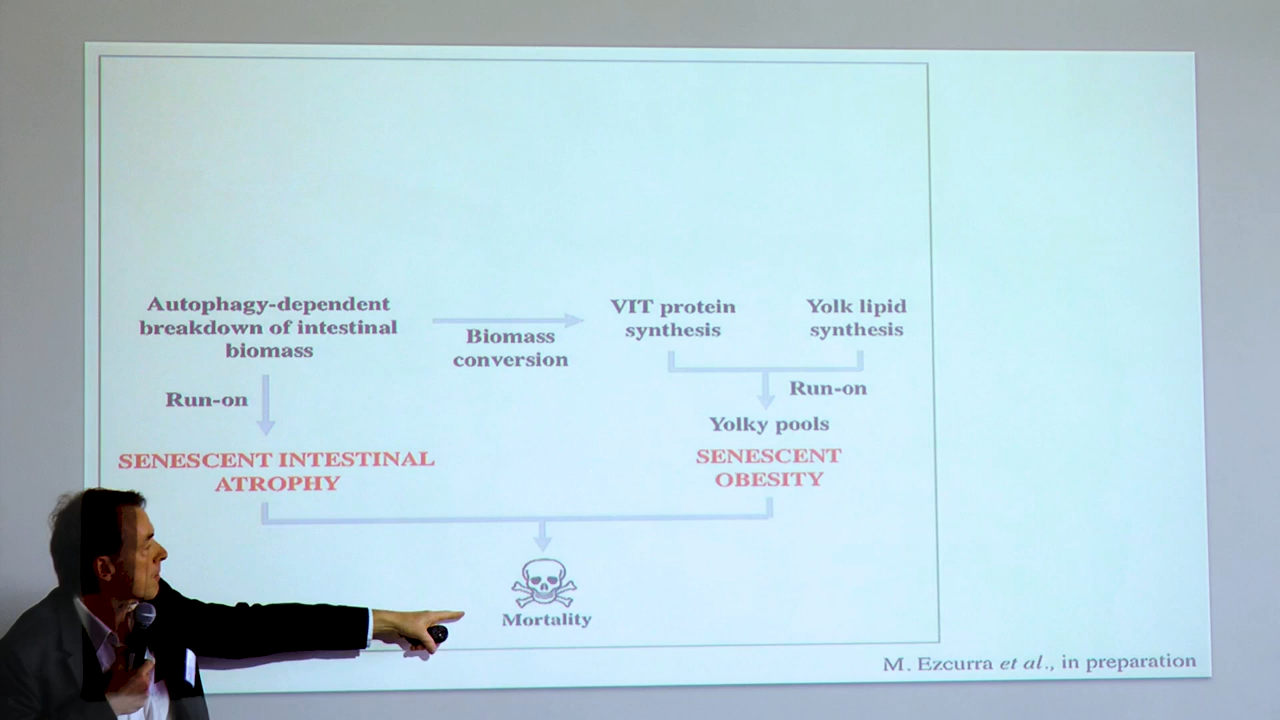 Autophagy-dependent
breakdown of intestinal
biomass
Biomass
conversion
VIT protein
synthesis
Yolk lipid
synthesis
Run-on
Run-on
Yolky pools
SENESCENT INTESTINAL
ATROPHY
SENESCENT
OBESITY
Mortality
M. Ezcurra et al., in preparation